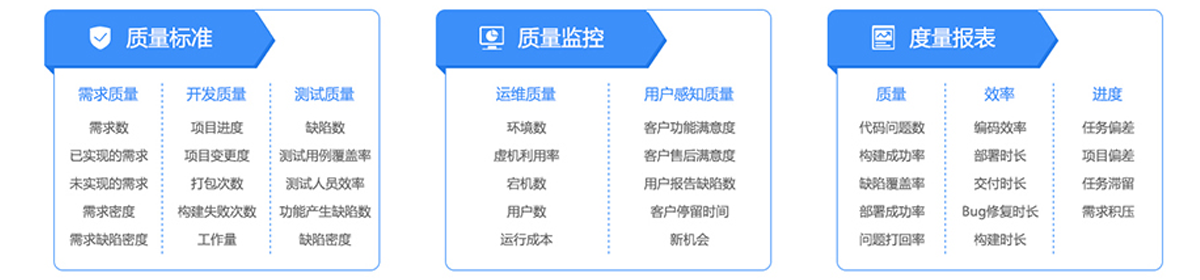 质量标准
需求质量
需求数
已实现的需求
未实现的需求
需求密度
需求缺陷密度
开发质量
项目进度
项目变更度
打包次数
构建失败次数
工作量
测试质量
缺陷数
测试用例覆盖率
测试人员效率
功能产生缺陷数
缺陷密度
质量监控
运维质量
环境数
虚机利用率
宕机数
用户数
运行成本
用户感知质量
客户功能满意度
客户售后满意度
用户报告缺陷数
客户停留时间
新机会
度量报表
质量
代码问题数
构建成功率
缺陷覆盖率
部署成功率
问题打回率
效率
编码效率
部署时长
交付时长
Bug修复时长
构建时长
进度
任务偏差
项目偏差
任务滞留
需求积压